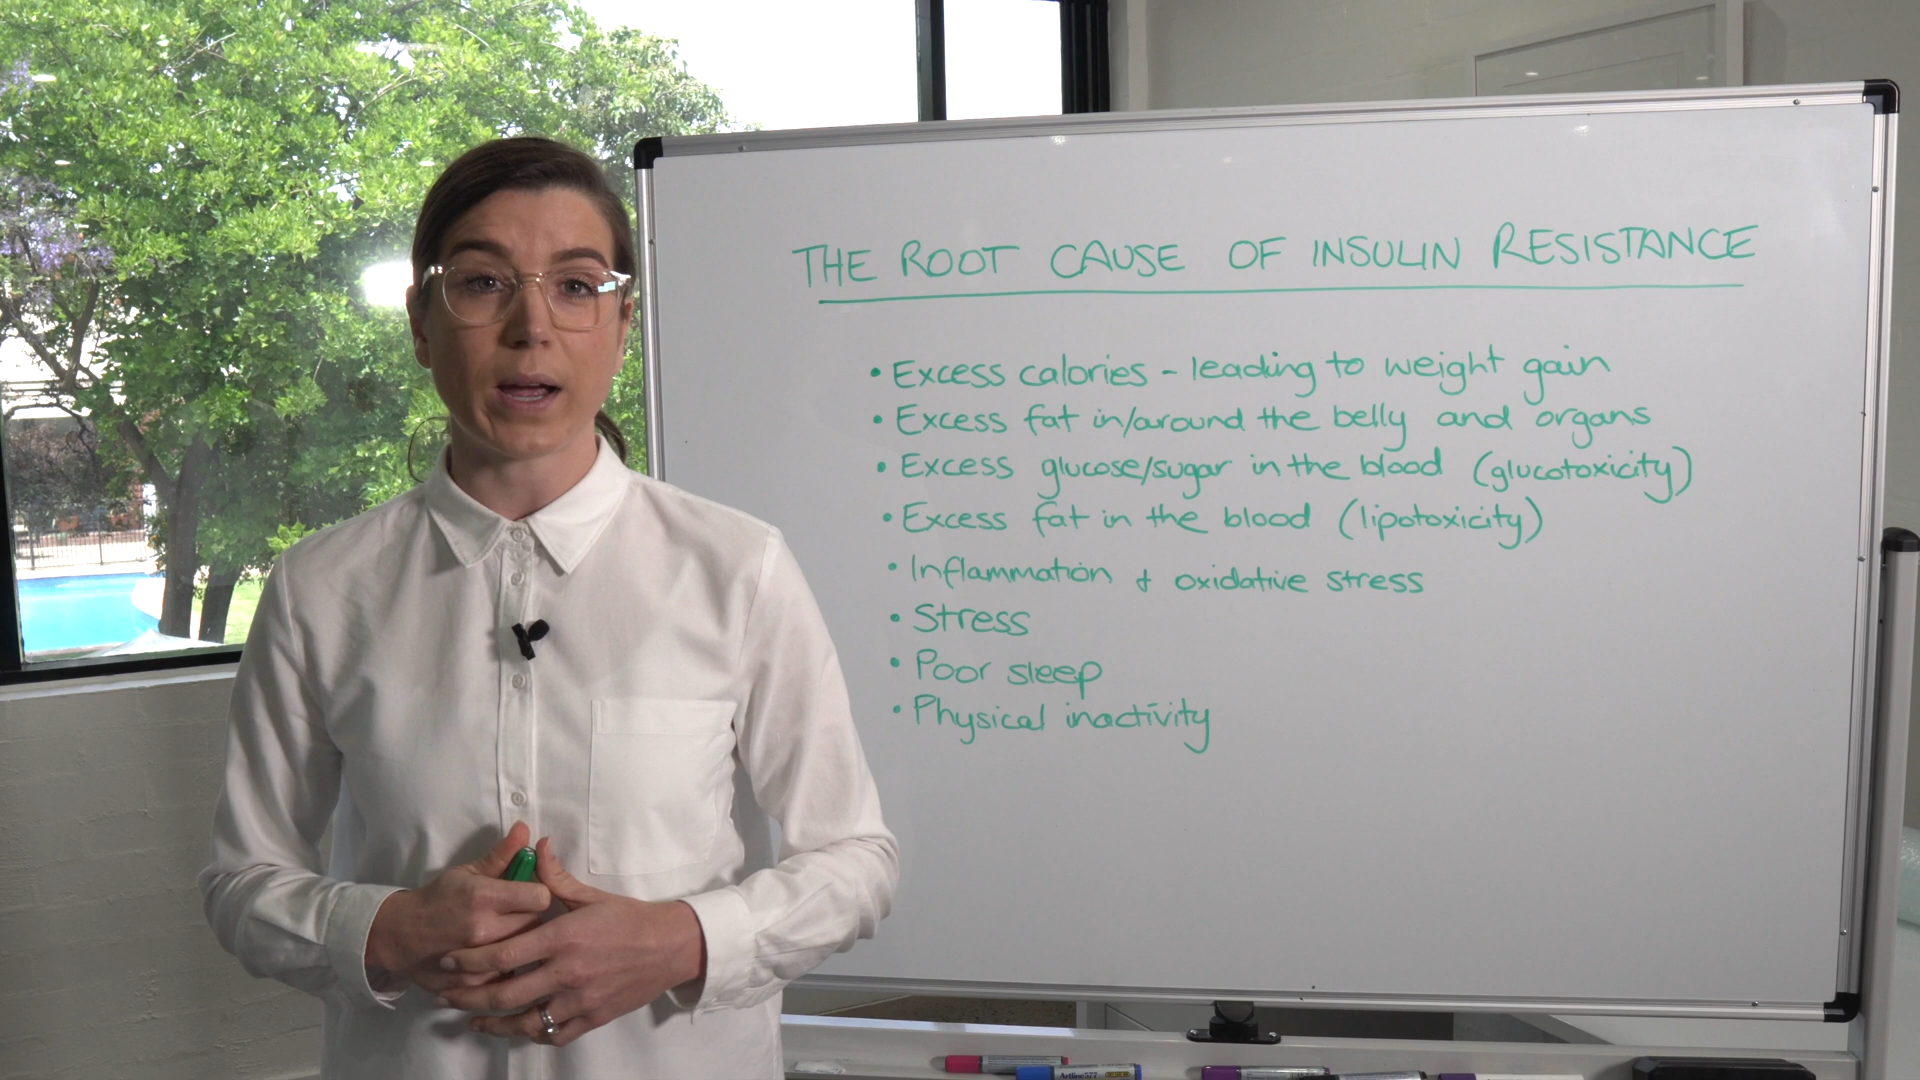 THE ROOT CAUSE OF INSULIN RESISTANCE
• Excess calories - leading to weight gain
• Excess fat in/around the belly and organs
• Excess glucose/sugar in the blood (glucotoxicity)
• Excess fat in the blood (lipotoxicity)
• Inflammation & oxidative stress
• Stress
• Poor sleep
• Physical inactivity
Artline 577